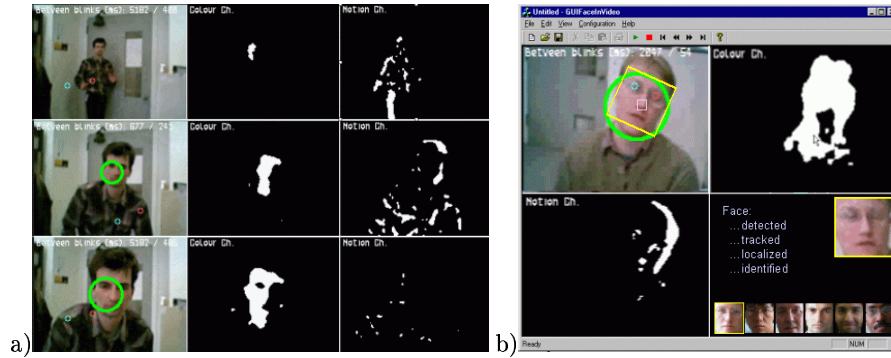 Between blinks (ms): 5182 / 486
Colour Ch.
Motion Ch.
Between blinks (ms): 677 / 245
Colour Ch.
Motion Ch.
Between blinks (ms): 5182 / 486
Colour Ch.
Motion Ch.
a)
Untitled - GUIFaceInVideo
File Edit View Configuration Help
Between blinks (ms): 2047 / 54
Colour Ch.
Motion Ch.
Face:
...detected
...tracked
...localized
...identified
Ready
NUM
b)